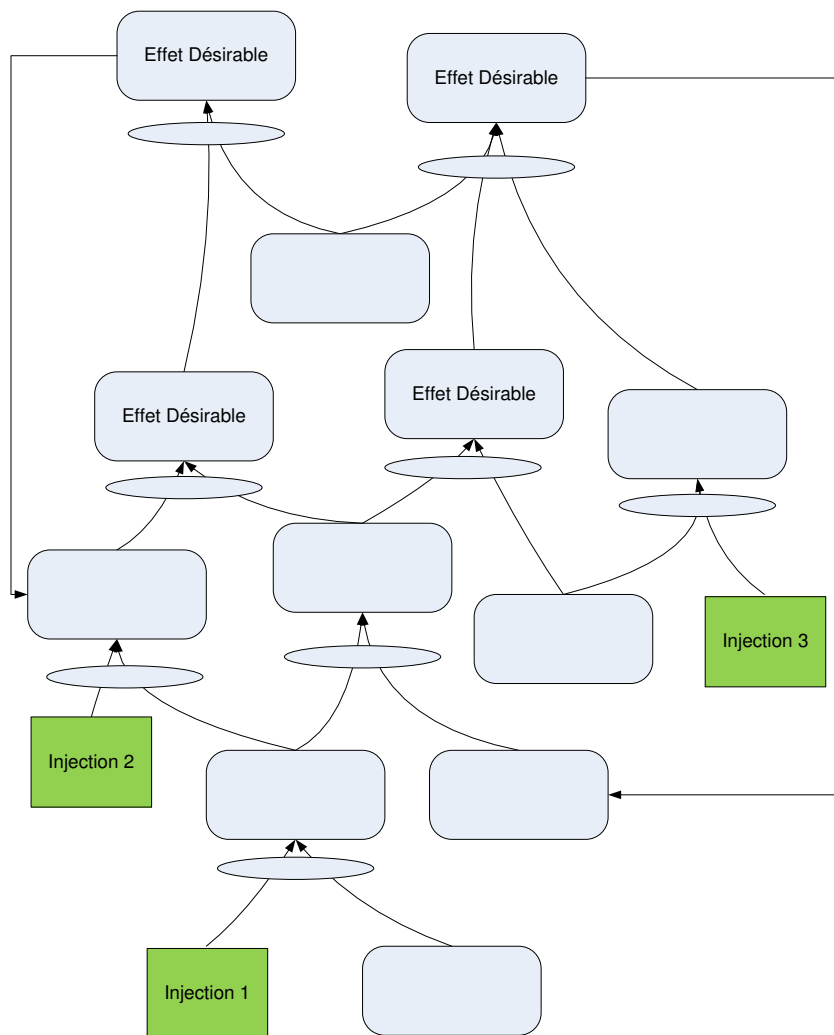 Effet Désirable
Effet Désirable
Effet Désirable
Effet Désirable
Injection 3
Injection 2
Injection 1